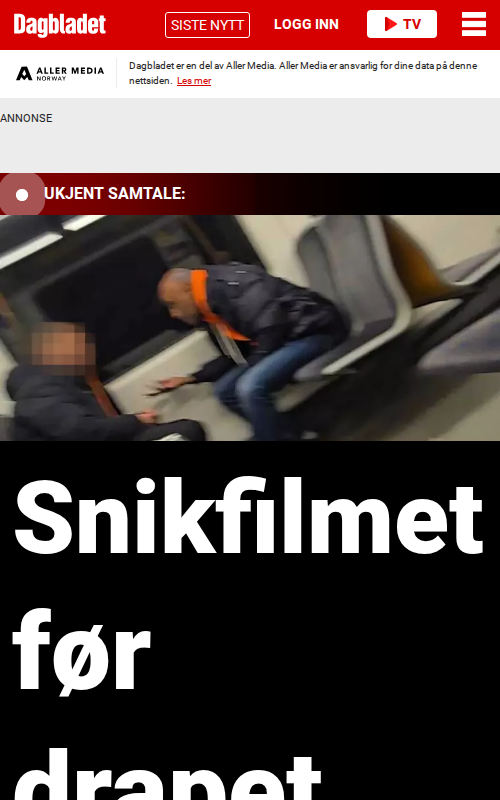 Dagbladet
SISTE NYTT
LOGG INN
TV
ALLER MEDIA
NORWAY
Dagbladet er en del av Aller Media. Aller Media er ansvarlig for dine data på denne
nettsiden. Les mer
ANNONSE
UKJENT SAMTALE:
Snikfilmet
før
drapet